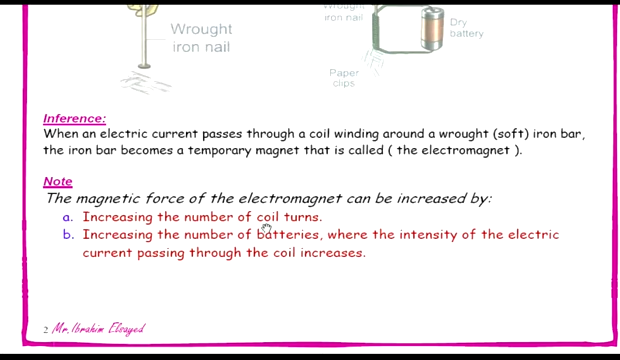 Wrought
iron nail
Wrought
iron nail
Dry
battery
Paper
clips
Inference:
When an electric current passes through a coil winding around a wrought (soft) iron bar,
the iron bar becomes a temporary magnet that is called ( the electromagnet ).
Note
The magnetic force of the electromagnet can be increased by:
a. Increasing the number of coil turns.
b. Increasing the number of batteries, where the intensity of the electric
current passing through the coil increases.
2 Mr. Ibrahim Elsayed